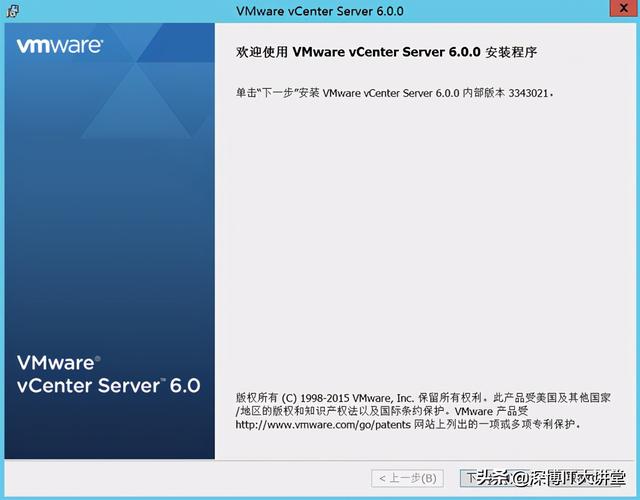 VMware vCenter Server 6.0.0
vmware®
欢迎使用 VMware vCenter Server 6.0.0 安装程序
单击“下一步”安装 VMware vCenter Server 6.0.0 内部版本 3343021。
VMware®
vCenter Server™ 6.0
版权所有 (C) 1998-2015 VMware, Inc. 保留所有权利。此产品受美国及其他国家
/地区的版权和知识产权法以及国际条约保护。VMware 产品受
http://www.vmware.com/go/patents 网站上列出的一项或多项专利保护。
< 上一步(B)
头条 @深博IT大讲堂